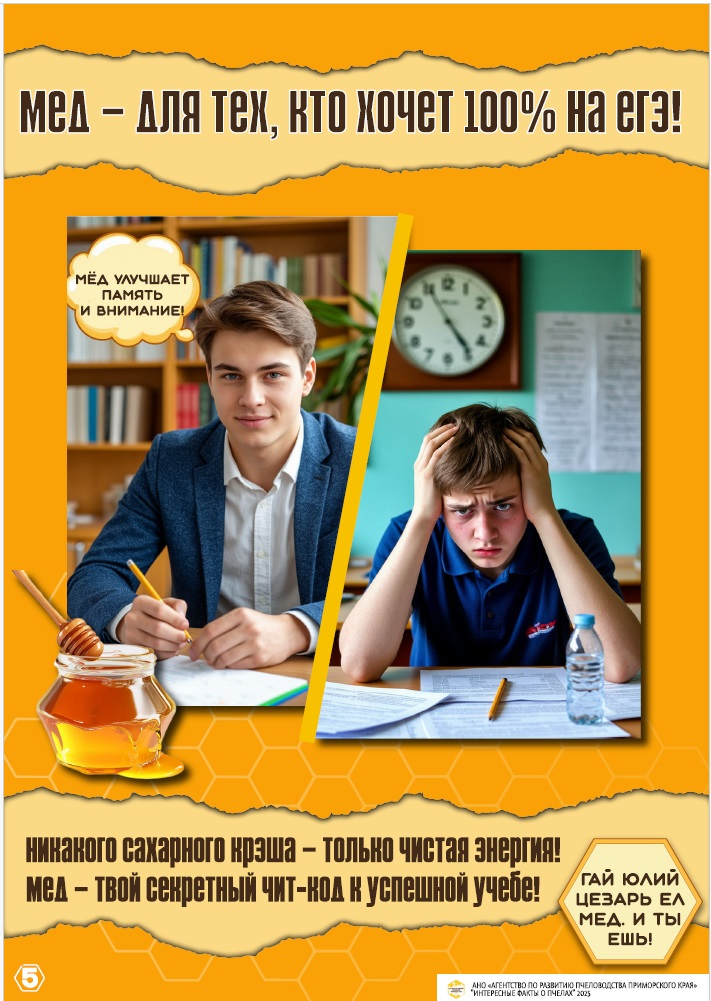 мед – для тех, кто хочет 100% на егэ!
МЁД УЛУЧШАЕТ
ПАМЯТЬ
И ВНИМАНИЕ!
никакого сахарного крэша – только чистая энергия!
мед – твой секретный чит-код к успешной учебе!
ГАЙ ЮЛИЙ
ЦЕЗАРЬ ЕЛ
МЕД. И ТЫ
ЕШЬ!
5
АНО «АГЕНТСТВО ПО РАЗВИТИЮ ПЧЕЛОВОДСТВА ПРИМОРСКОГО КРАЯ»
"ИНТЕРЕСНЫЕ ФАКТЫ О ПЧЕЛАХ" 2025